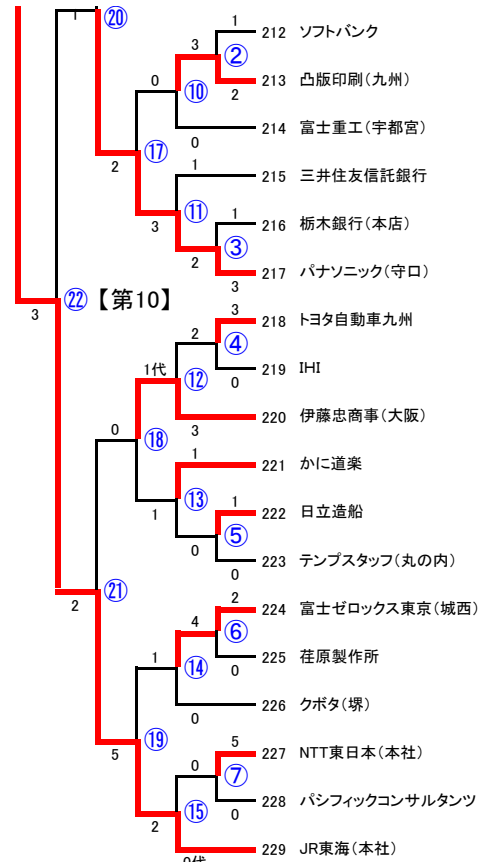 1
⑳
1
212 ソフトバンク
3
②
0
⑩
213 凸版印刷(九州)
2
214 富士重工(宇都宮)
0
2
⑰
1
215 三井住友信託銀行
3
⑪
1
216 栃木銀行(本店)
2
③
217 パナソニック(守口)
3
3
㉒
【第10】
3
218 トヨタ自動車九州
2
④
1代
⑫
219 IHI
0
220 伊藤忠商事(大阪)
3
0
⑱
1
221 かに道楽
1
⑬
1
222 日立造船
0
⑤
223 テンプスタッフ(丸の内)
0
2
㉑
2
224 富士ゼロックス東京(城西)
4
⑥
1
⑭
225 荏原製作所
0
226 クボタ(堺)
0
5
⑲
5
227 NTT東日本(本社)
0
⑦
2
⑮
228 パシフィックコンサルタンツ
0
229 JR東海(本社)
0代